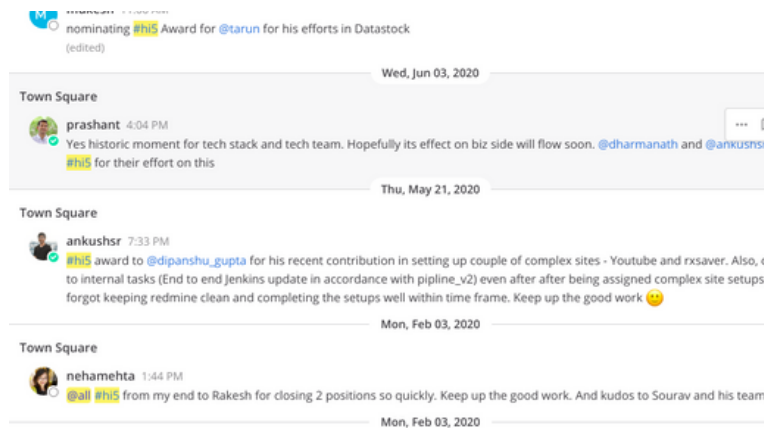 nominating #hi5 Award for @tarun for his efforts in Datastock
(edited)
Wed, Jun 03, 2020
Town Square
prashant 4:04 PM
Yes historic moment for tech stack and tech team. Hopefully its effect on biz side will flow soon. @dharmanath and @ankushsr
#hi5 for their effort on this
Thu, May 21, 2020
Town Square
ankushsr 7:33 PM
#hi5 award to @dipanshu_gupta for his recent contribution in setting up couple of complex sites - Youtube and rxsaver. Also,
to internal tasks (End to end Jenkins update in accordance with pipline_v2) even after after being assigned complex site setups
forgot keeping redmine clean and completing the setups well within time frame. Keep up the good work
Mon, Feb 03, 2020
Town Square
nehamehta 1:44 PM
@all #hi5 from my end to Rakesh for closing 2 positions so quickly. Keep up the good work. And kudos to Sourav and his team
Mon, Feb 03, 2020